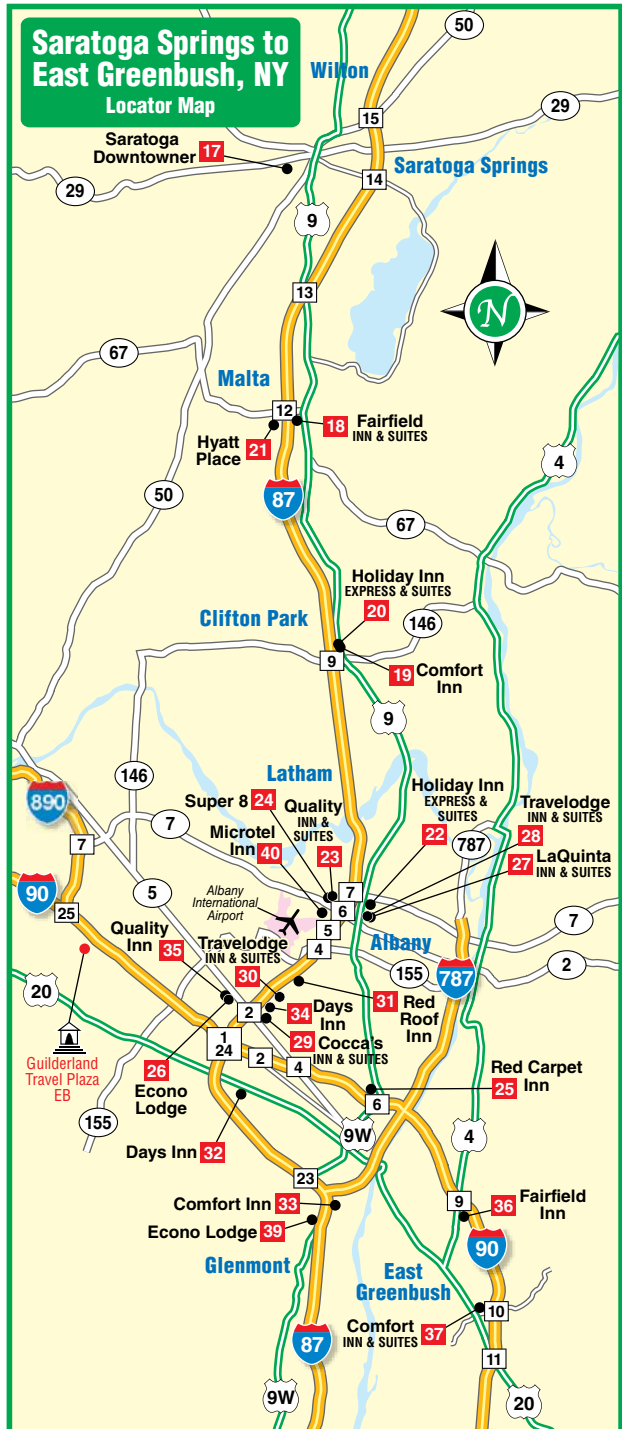 Saratoga Springs to
East Greenbush, NY
Locator Map
50
Wilton
15
29
Saratoga
Downtowner 17
Saratoga Springs
14
29
9
N
13
67
Malta
12
18 Fairfield
INN & SUITES
Hyatt
Place 21
4
87
50
67
Holiday Inn
EXPRESS & SUITES
20
Clifton Park
146
9
19 Comfort
Inn
9
146
Latham
890
Super 8 24
Quality
INN &
SUITES
23
Holiday Inn
EXPRESS &
SUITES
22
Travelodge
INN & SUITES
28
7
Microtel
Inn 40
787
27 LaQuinta
INN & SUITES
7
90
5
7
6
Albany
International
Airport
25
5
7
Quality
Inn 35
Travelodge
INN & SUITES
30
4
Albany
155
2
20
787
31 Red
Roof
Inn
34 Days
Inn
2
29 Cocca's
INN & SUITES
1
24
2
4
Guilderland
Travel Plaza
EB
26
Econo
Lodge
Red Carpet
25 Inn
6
155
9W
4
Days Inn 32
23
9
36 Fairfield
Inn
Comfort Inn 33
Econo Lodge 39
90
Glenmont
East
Greenbush
10
Comfort
INN & SUITES 37
87
11
9W
20